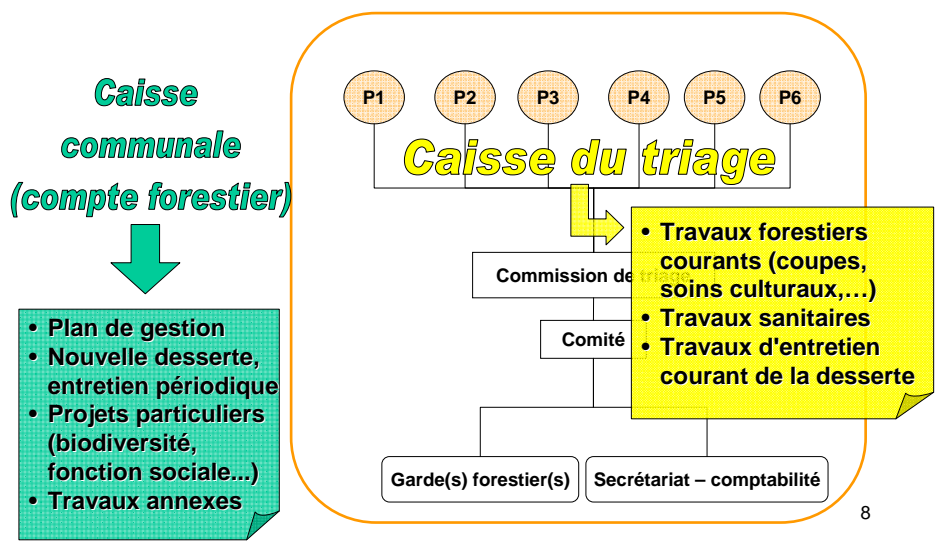 Caisse
communale
(compte forestier)
• Plan de gestion
• Nouvelle desserte,
entretien périodique
• Projets particuliers
(biodiversité,
fonction sociale...)
• Travaux annexes
P1 P2 P3 P4 P5 P6
Caisse du triage
• Travaux forestiers
courants (coupes,
soins culturaux,…)
• Travaux sanitaires
• Travaux d'entretien
courant de la desserte
Commission de triage
Comité
Garde(s) forestier(s)
Secrétariat – comptabilité
8